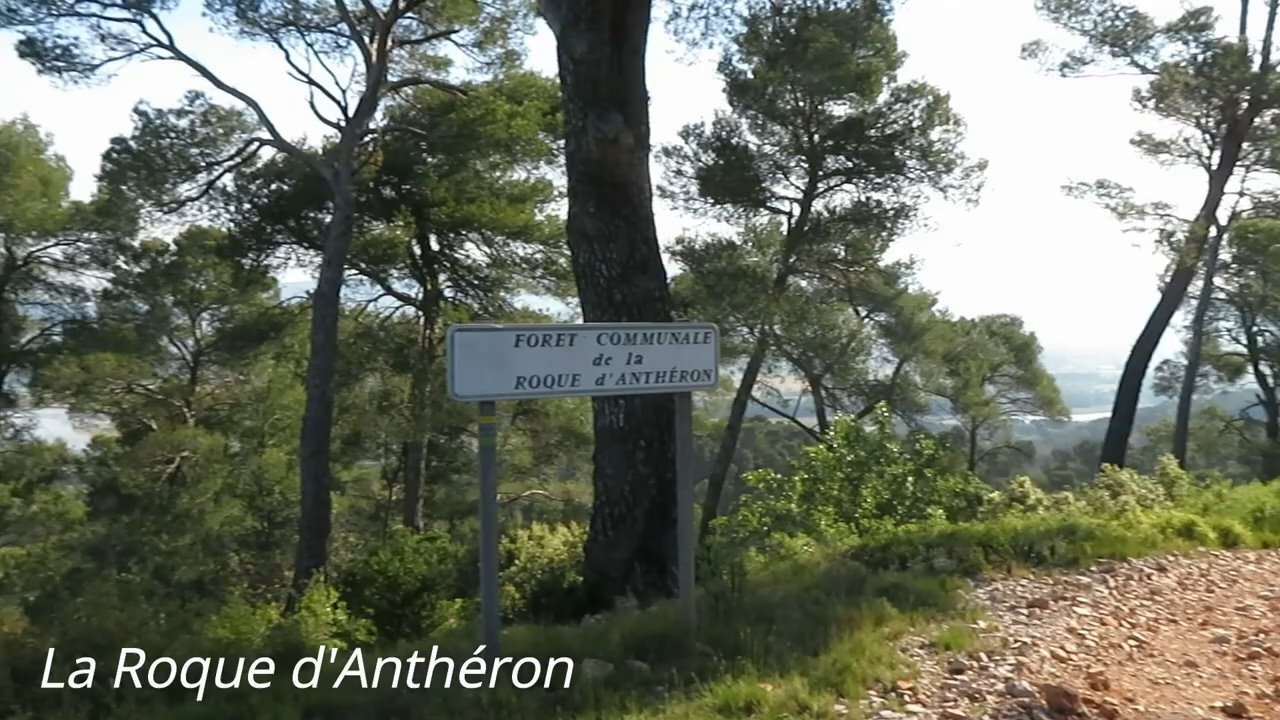 FORET COMMUNALE
de la
ROQUE d'ANTHÉRON
La Roque d'Anthéron